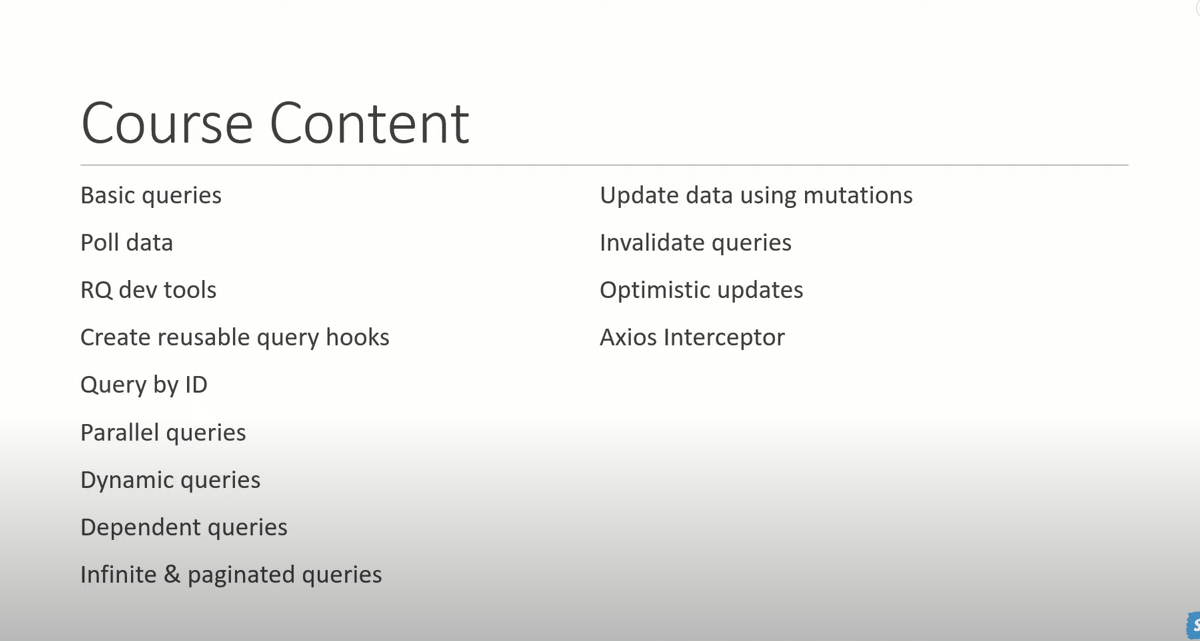 Course Content
Basic queries
Poll data
RQ dev tools
Create reusable query hooks
Query by ID
Parallel queries
Dynamic queries
Dependent queries
Infinite & paginated queries
Update data using mutations
Invalidate queries
Optimistic updates
Axios Interceptor